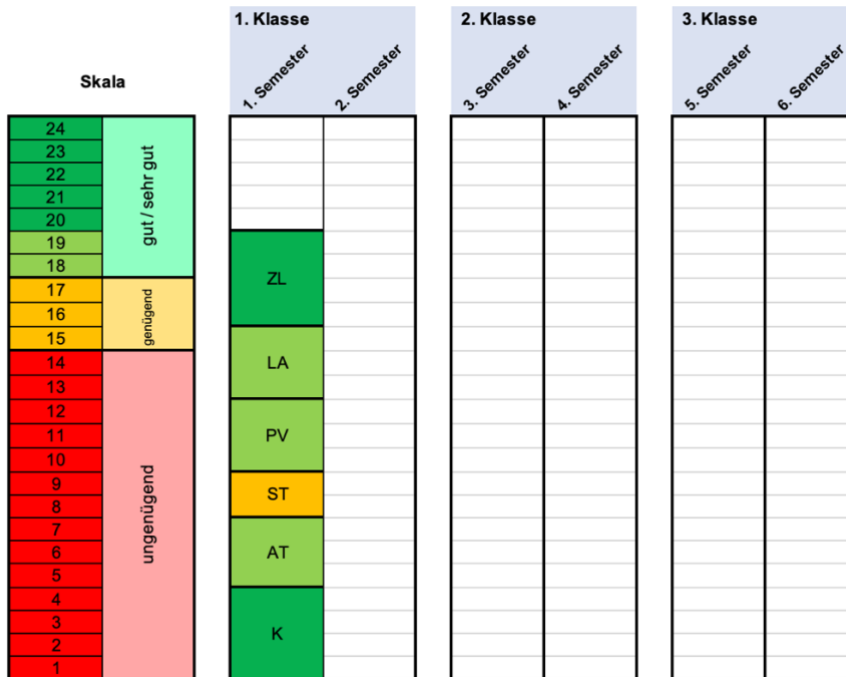 1. Klasse
2. Klasse
3. Klasse
Skala
1. Semester
2. Semester
3. Semester
4. Semester
5. Semester
6. Semester
24
23
22
21
20
19
18
17
16
15
14
13
12
11
10
9
8
7
6
5
4
3
2
1
gut / sehr gut
genügend
ungenügend
ZL
LA
PV
ST
AT
K